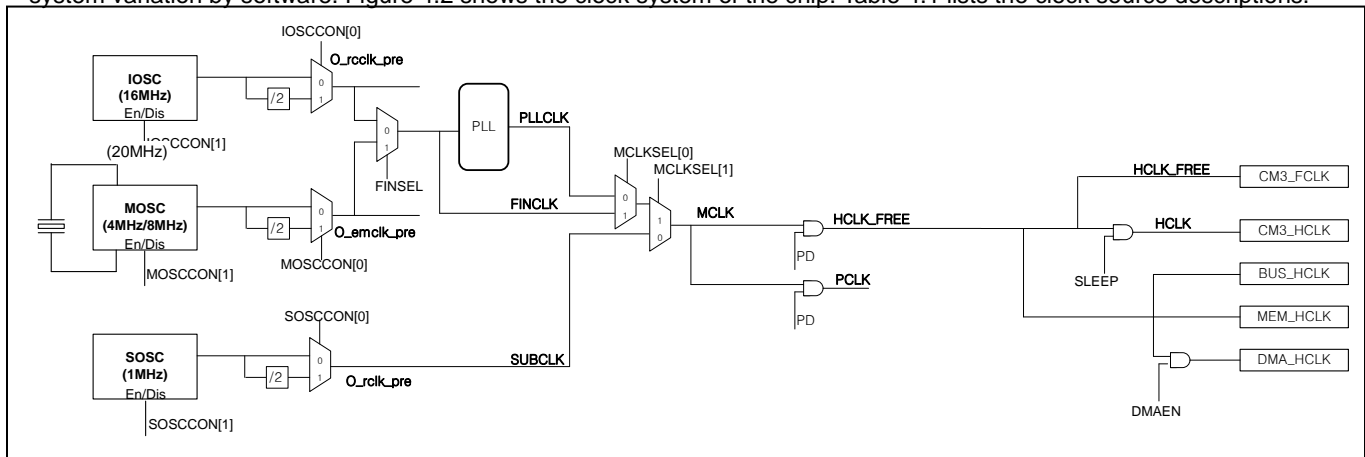 system variation by software. Figure 4.2 shows the clock system of the chip. Table 4.1 lists the clock source descriptions.
IOSCCON[0]
O_rcclk_pre
IOSC
(16MHz)
En/Dis
0
1
/2
IOSCCON[1]
PLL
PLLCLK
0
1
FINSEL
(20MHz)
MOSC
(4MHz/8MHz)
En/Dis
0
1
/2
O_emclk_pre
MOSCCON[1]
MOSCCON[0]
FINCLK
MCLKSEL[0]
MCLKSEL[1]
0
1
1
0
MCLK
HCLK_FREE
PD
PCLK
PD
HCLK_FREE
CM3_FCLK
HCLK
CM3_HCLK
SLEEP
BUS_HCLK
MEM_HCLK
DMA_HCLK
DMAEN
SOSCCON[0]
SOSC
(1MHz)
En/Dis
0
1
/2
O_rclk_pre
SUBCLK
SOSCCON[1]